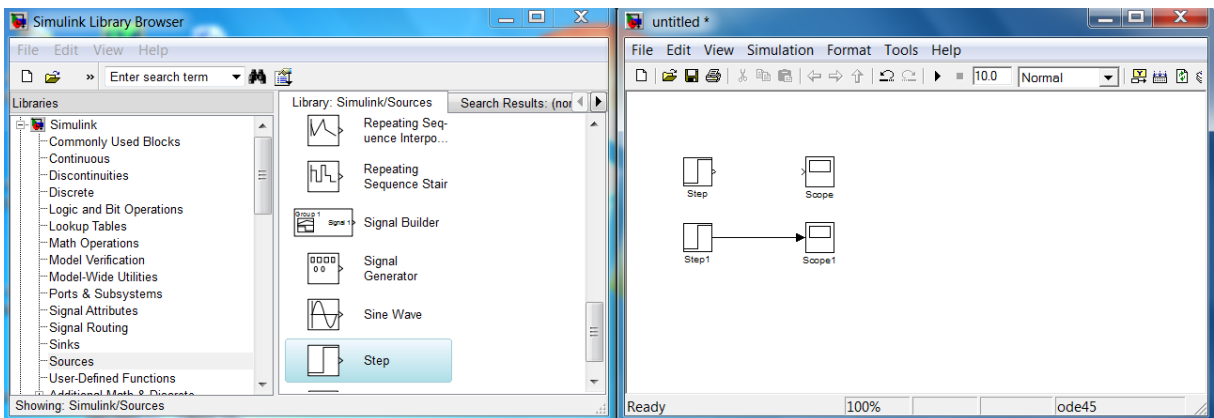 Simulink Library Browser
File Edit View Help
» Enter search term
Libraries
Library: Simulink/Sources
Search Results: (nor
Simulink
Commonly Used Blocks
Continuous
Discontinuities
Discrete
Logic and Bit Operations
Lookup Tables
Math Operations
Model Verification
Model-Wide Utilities
Ports & Subsystems
Signal Attributes
Signal Routing
Sinks
Sources
User-Defined Functions
Additional Math & Discrete
Repeating Seq-
uence Interpo...
Repeating
Sequence Stair
Group 1
Signal 1
Signal Builder
Signal
Generator
Sine Wave
Step
Showing: Simulink/Sources
untitled *
File Edit View Simulation Format Tools Help
10.0 Normal
Step
Scope
Step1
Scope1
Ready 100% ode45